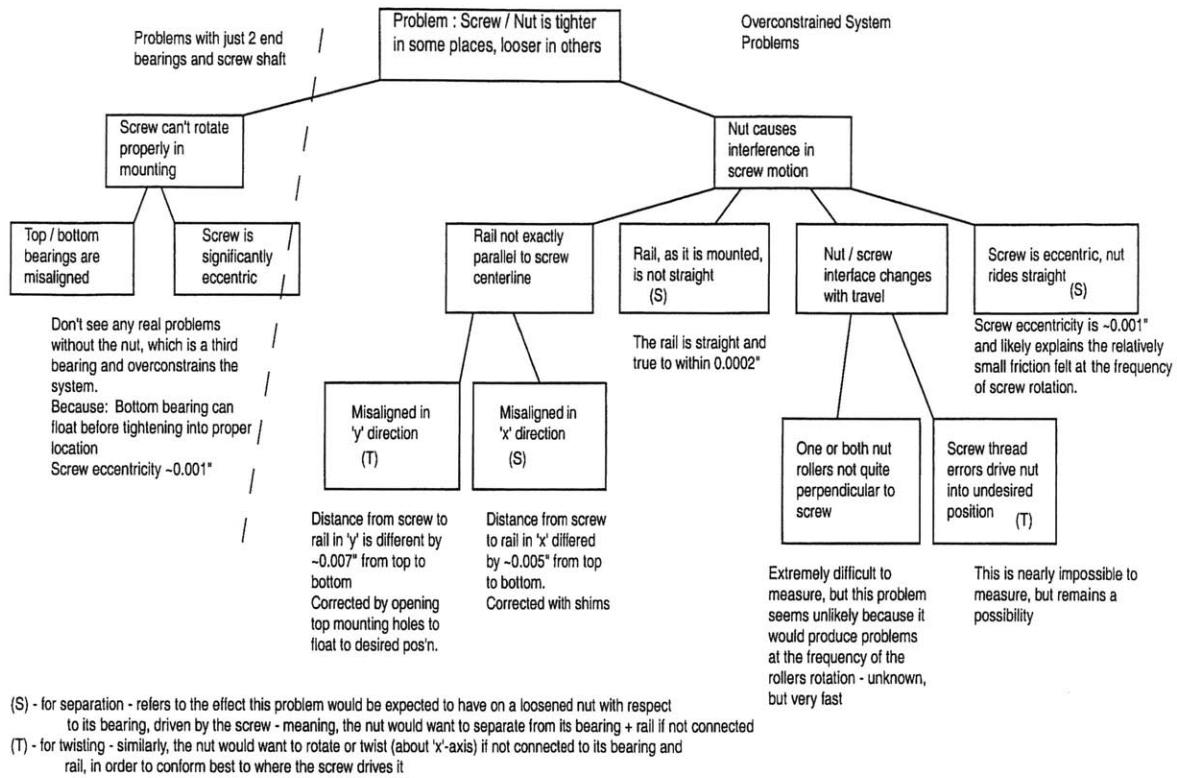 Problem : Screw / Nut is tighter
in some places, looser in others
Problems with just 2 end
bearings and screw shaft
Overconstrained System
Problems
Screw can't rotate
properly in
mounting
Nut causes
interference in
screw motion
Top / bottom
bearings are
misaligned
Screw is
significantly
eccentric
Don't see any real problems
without the nut, which is a third
bearing and overconstrains the
system.
Because: Bottom bearing can
float before tightening into proper
location
Screw eccentricity ~0.001"
Rail not exactly
parallel to screw
centerline
Rail, as it is mounted,
is not straight
(S)
The rail is straight and
true to within 0.0002"
Nut / screw
interface changes
with travel
Screw is eccentric, nut
rides straight
(S)
Screw eccentricity is ~0.001"
and likely explains the relatively
small friction felt at the frequency
of screw rotation.
Misaligned in
'y' direction
(T)
Distance from screw to
rail in 'y' is different by
~0.007" from top to
bottom
Corrected by opening
top mounting holes to
float to desired pos'n.
Misaligned in
'x' direction
(S)
Distance from screw
to rail in 'x' differed
by ~0.005" from top
to bottom.
Corrected with shims
One or both nut
rollers not quite
perpendicular to
screw
Extremely difficult to
measure, but this problem
seems unlikely because it
would produce problems
at the frequency of the
rollers rotation - unknown,
but very fast
Screw thread
errors drive nut
into undesired
position (T)
This is nearly impossible to
measure, but remains a
possibility
(S) - for separation - refers to the effect this problem would be expected to have on a loosened nut with respect
to its bearing, driven by the screw - meaning, the nut would want to separate from its bearing + rail if not connected
(T) - for twisting - similarly, the nut would want to rotate or twist (about 'x'-axis) if not connected to its bearing and
rail, in order to conform best to where the screw drives it